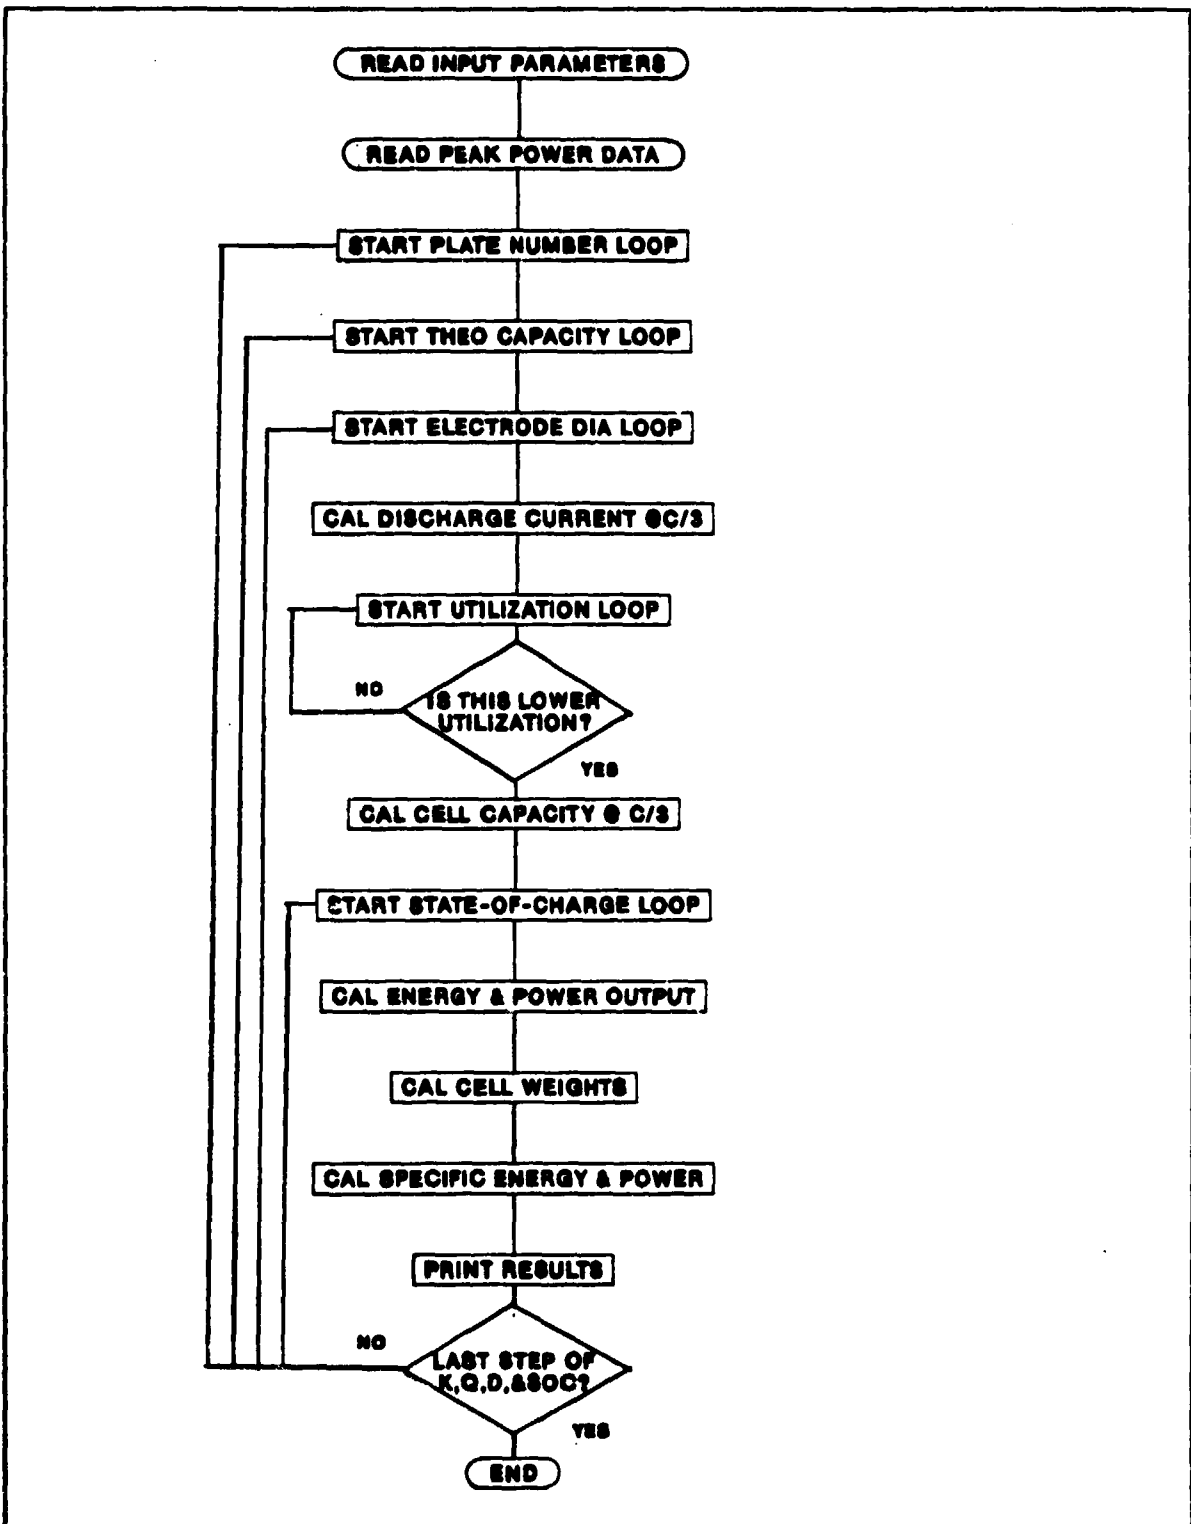 READ INPUT PARAMETERS
READ PEAK POWER DATA
START PLATE NUMBER LOOP
START THEO CAPACITY LOOP
START ELECTRODE DIA LOOP
CAL DISCHARGE CURRENT @C/3
START UTILIZATION LOOP
NO
IS THIS LOWER
UTILIZATION?
YES
CAL CELL CAPACITY @ C/3
START STATE-OF-CHARGE LOOP
CAL ENERGY & POWER OUTPUT
CAL CELL WEIGHTS
CAL SPECIFIC ENERGY & POWER
PRINT RESULTS
NO
LAST STEP OF
K,Q,D,&SOC?
YES
END